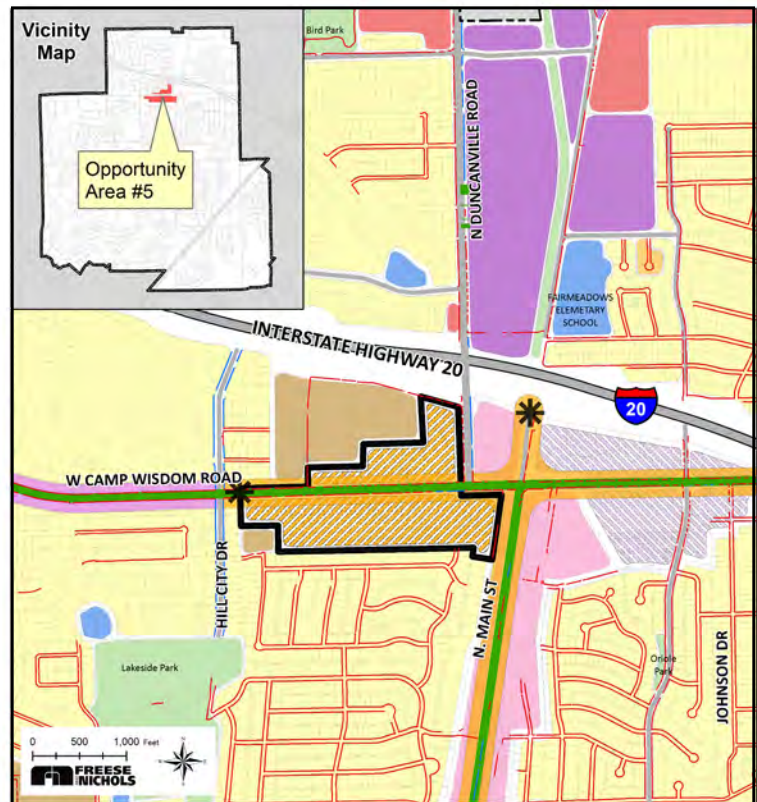 Vicinity
Map
Opportunity
Area #5
Bird Park
N DUNCANVILLE ROAD
FAIRMEADOWS
ELEMETARY
SCHOOL
INTERSTATE HIGHWAY 20
20
W CAMP WISDOM ROAD
HILL CITY DR
N. MAIN ST
JOHNSON DR
Oriole
Park
Lakeside Park
0 500 1,000 Feet
FREESE
NICHOLS